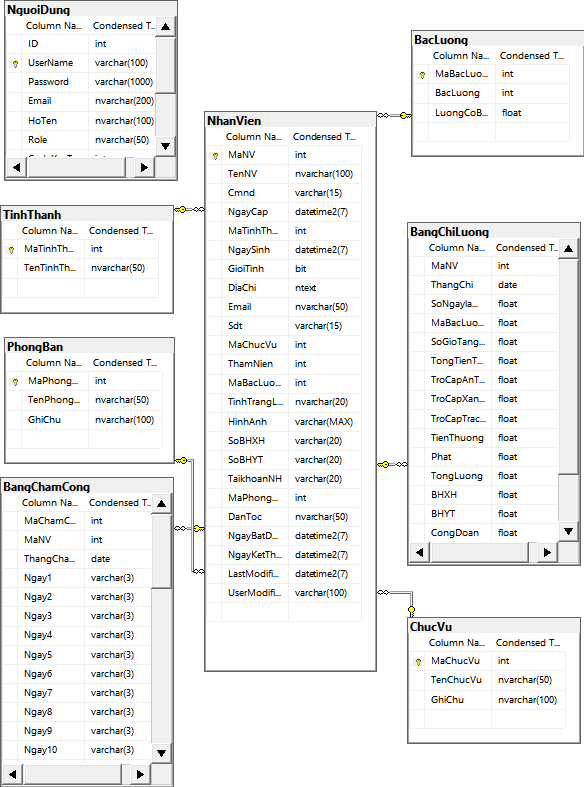 NguoiDung
Column Na... Condensed T...
ID int
UserName varchar(100)
Password varchar(1000)
Email nvarchar(200)
HoTen nvarchar(100)
Role nvarchar(50)
TinhThanh
Column Na... Condensed T...
MaTinhTh... int
TenTinhTh... nvarchar(50)
PhongBan
Column Na... Condensed T...
MaPhong... int
TenPhong... nvarchar(50)
GhiChu nvarchar(100)
BangChamCong
Column Na... Condensed T...
MaChamC... int
MaNV int
ThangCha... date
Ngay1 varchar(3)
Ngay2 varchar(3)
Ngay3 varchar(3)
Ngay4 varchar(3)
Ngay5 varchar(3)
Ngay6 varchar(3)
Ngay7 varchar(3)
Ngay8 varchar(3)
Ngay9 varchar(3)
Ngay10 varchar(3)
NhanVien
Column Na... Condensed T...
MaNV int
TenNV nvarchar(100)
Cmnd varchar(15)
NgayCap datetime2(7)
MaTinhTh... int
NgaySinh datetime2(7)
GioiTinh bit
DiaChi ntext
Email nvarchar(50)
Sdt varchar(15)
MaChucVu int
ThamNien int
MaBacLuo... int
TinhTrangL... nvarchar(20)
HinhAnh varchar(MAX)
SoBHXH varchar(20)
SoBHYT varchar(20)
TaikhoanNH varchar(20)
MaPhong... int
DanToc nvarchar(50)
NgayBatD... datetime2(7)
NgayKetTh... datetime2(7)
LastModifi... datetime2(7)
UserModifi... varchar(100)
BacLuong
Column Na... Condensed T...
MaBacLuo... int
BacLuong int
LuongCoB... float
BangChiLuong
Column Na... Condensed T...
MaNV int
ThangChi date
SoNgayla... float
MaBacLuo... float
SoGioTang... float
TongTienT... float
TroCapAnT... float
TroCapXan... float
TroCapTrac... float
TienThuong float
Phat float
TongLuong float
BHXH float
BHYT float
CongDoan float
ChucVu
Column Na... Condensed T...
MaChucVu int
TenChucVu nvarchar(50)
GhiChu nvarchar(100)